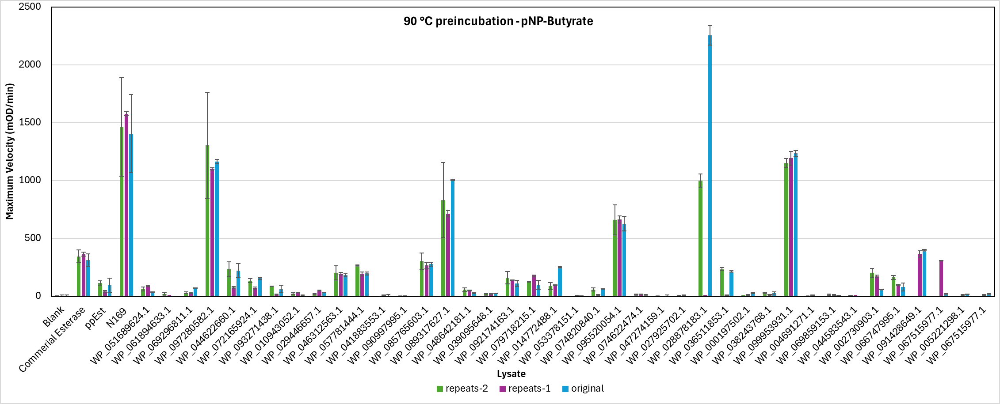 90 °C preincubation - pNP-Butyrate
Maximum Velocity (mOD/min)
2500
2000
1500
1000
500
0
Blank
Commerial Esterase
ppEst
N169
WP_051689624.1
WP_061894633.1
WP_069296811.1
WP_097280582.1
WP_044622660.1
WP_072165924.1
WP_093271438.1
WP_010943052.1
WP_029446657.1
WP_046312563.1
WP_057781444.1
WP_041883553.1
WP_090997995.1
WP_085765603.1
WP_089317627.1
WP_048642181.1
WP_039095648.1
WP_092174163.1
WP_079718215.1
WP_014772488.1
WP_053378151.1
WP_074820840.1
WP_095520054.1
WP_074622474.1
WP_047274159.1
WP_027925702.1
WP_028878183.1
WP_036511853.1
WP_000197502.1
WP_038243768.1
WP_099953931.1
WP_004691271.1
WP_069859153.1
WP_044583543.1
WP_002730903.1
WP_066747995.1
WP_091428649.1
WP_067515977.1
WP_005221298.1
WP_067515977.1
Lysate
repeats-2
repeats-1
original